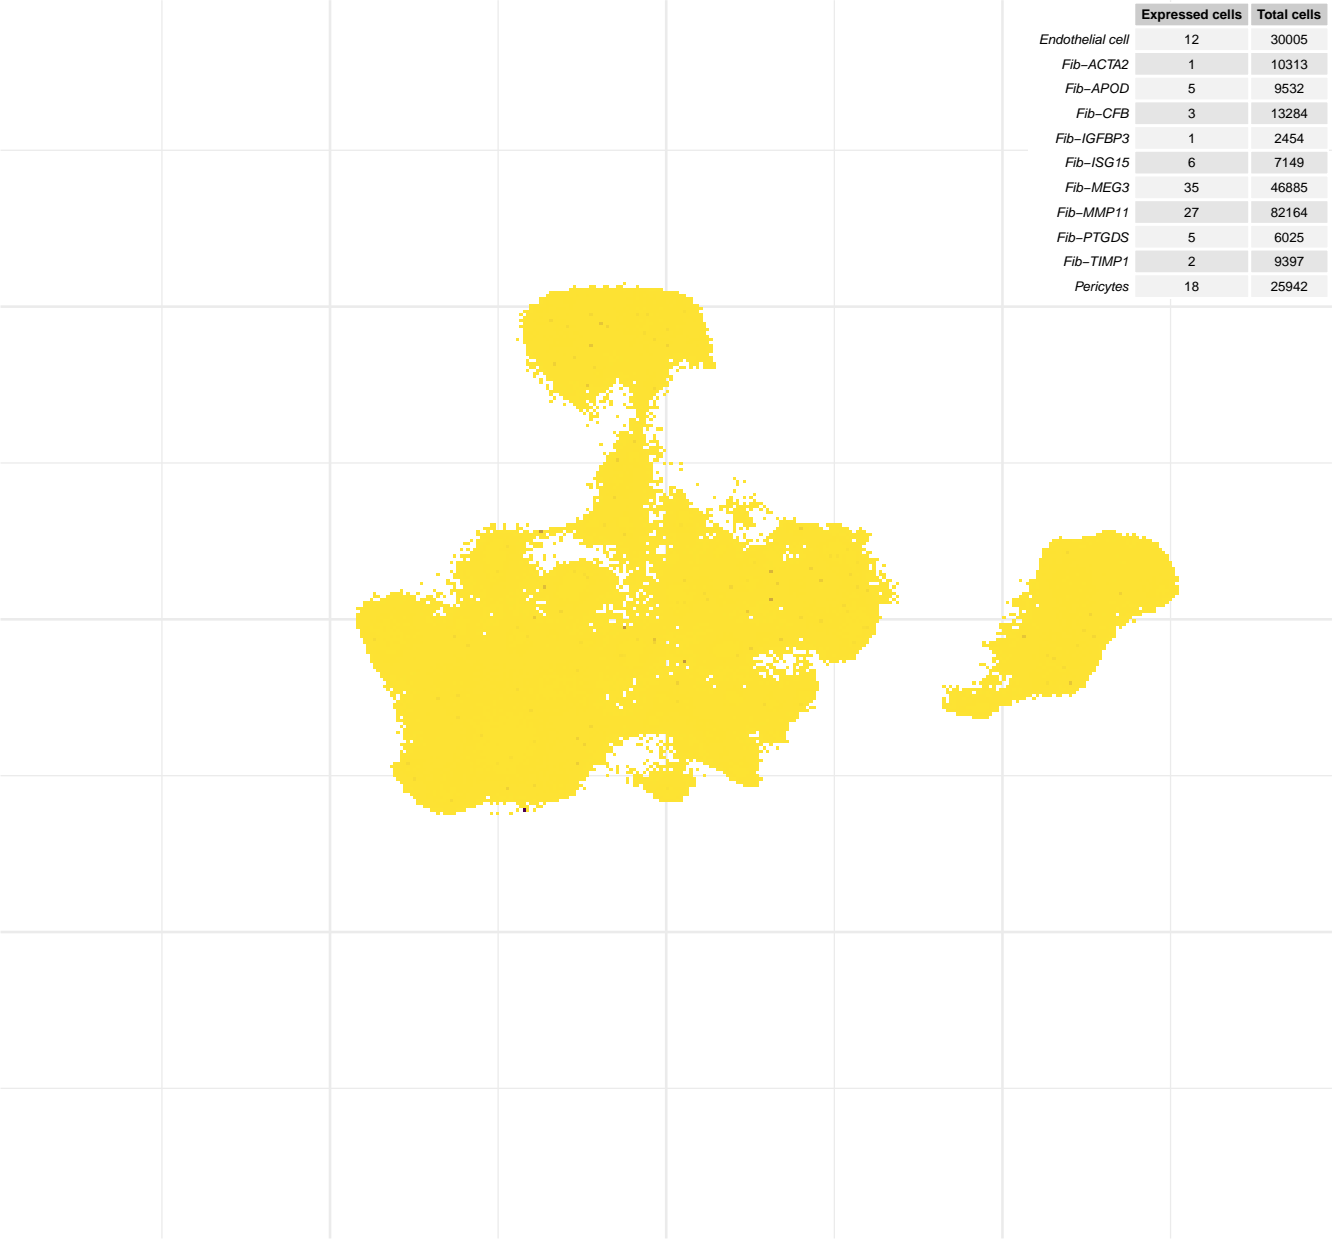 Expressed cells Total cells
Endothelial cell 12 30005
Fib−ACTA2 1 10313
Fib−APOD 5 9532
Fib−CFB 3 13284
Fib−IGFBP3 1 2454
Fib−ISG15 6 7149
Fib−MEG3 35 46885
Fib−MMP11 27 82164
Fib−PTGDS 5 6025
Fib−TIMP1 2 9397
Pericytes 18 25942